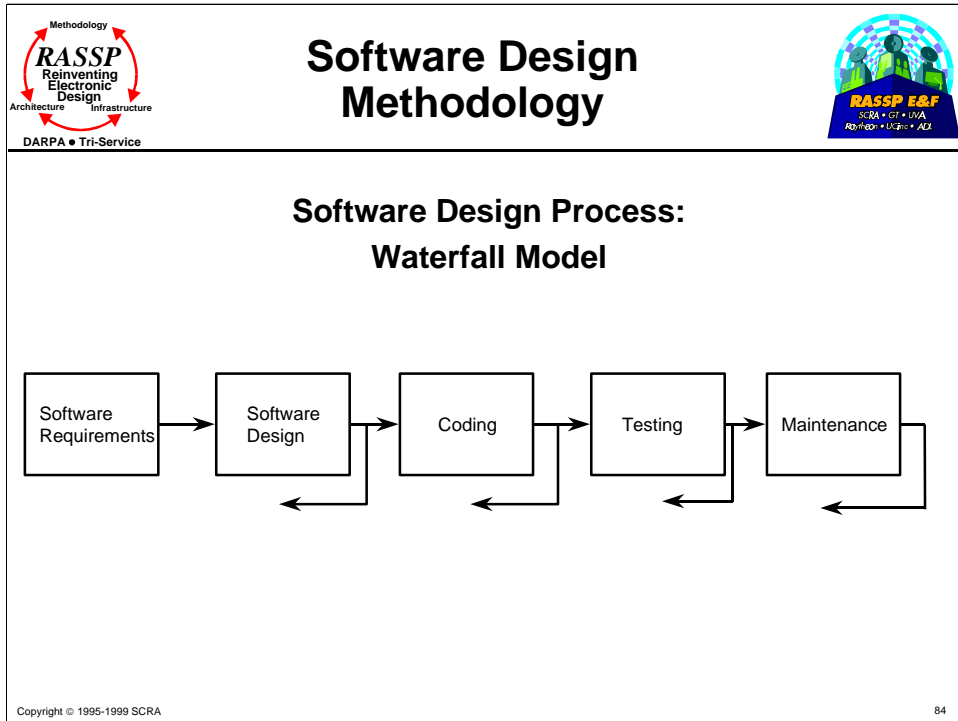 Methodology
RASSP
Reinventing
Electronic
Design
Architecture
Infrastructure
DARPA ● Tri-Service
Software Design
Methodology
RASSP E&F
SCRA • GT • UVA
Raytheon • UCinc • ADL
Software Design Process:
Waterfall Model
Software
Requirements
Software
Design
Coding
Testing
Maintenance
Copyright © 1995-1999 SCRA
84